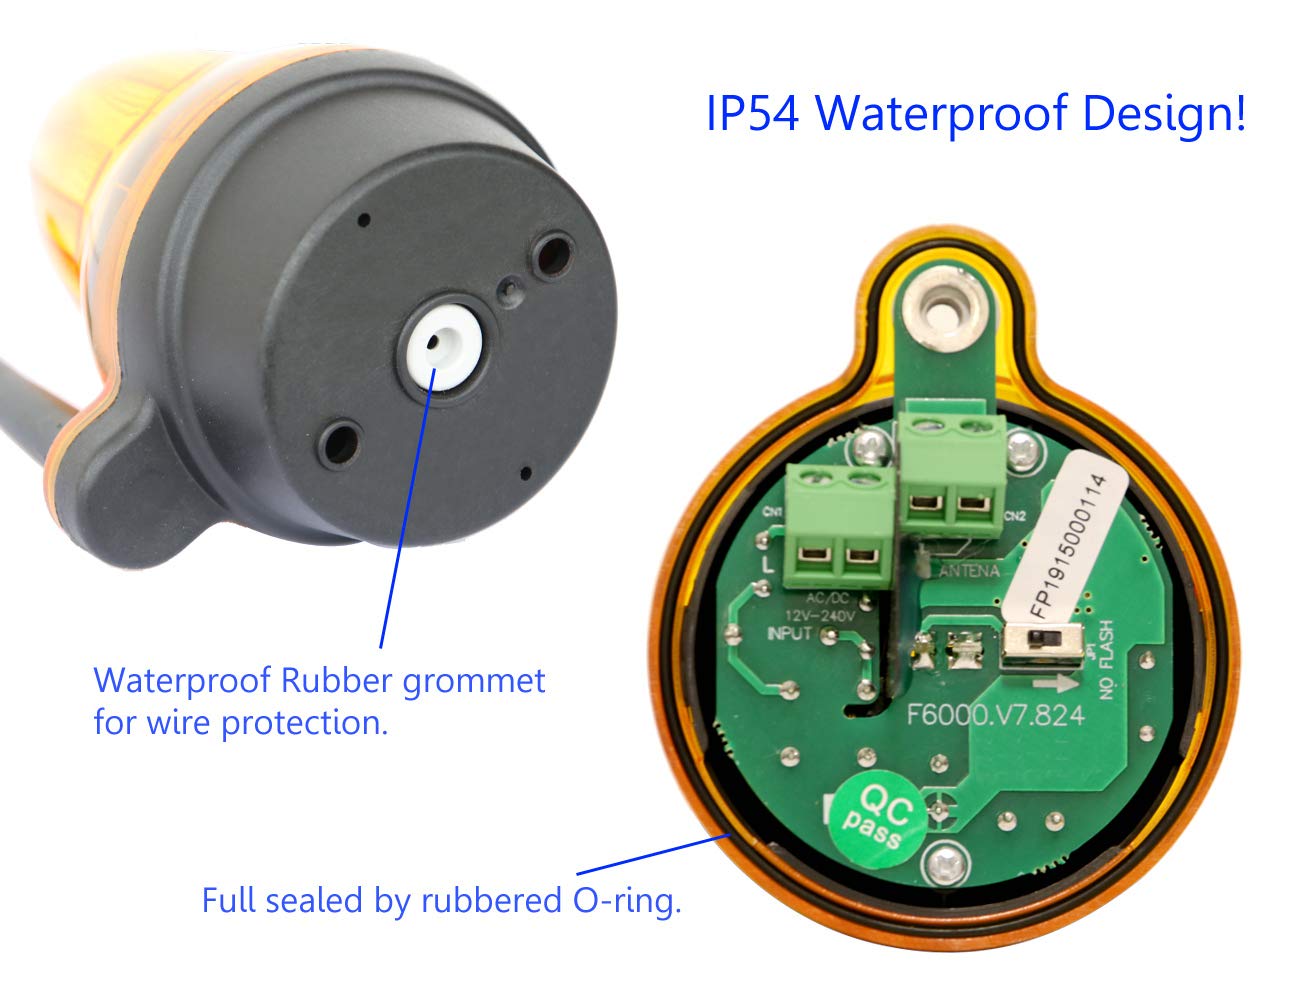 IP54 Waterproof Design!
Waterproof Rubber grommet
for wire protection.
Full sealed by rubbered O-ring.
CN1
CN2
L
ANTENA
AC/DC
12V-240V
INPUT
FP1915000114
JP1
NO FLASH
F6000.V7.824
QC
pass